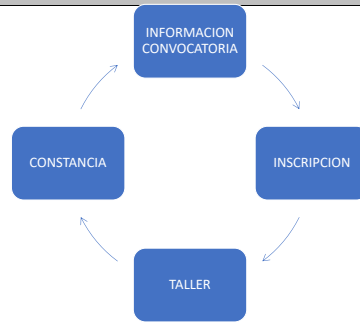 INFORMACION
CONVOCATORIA
INSCRIPCION
TALLER
CONSTANCIA